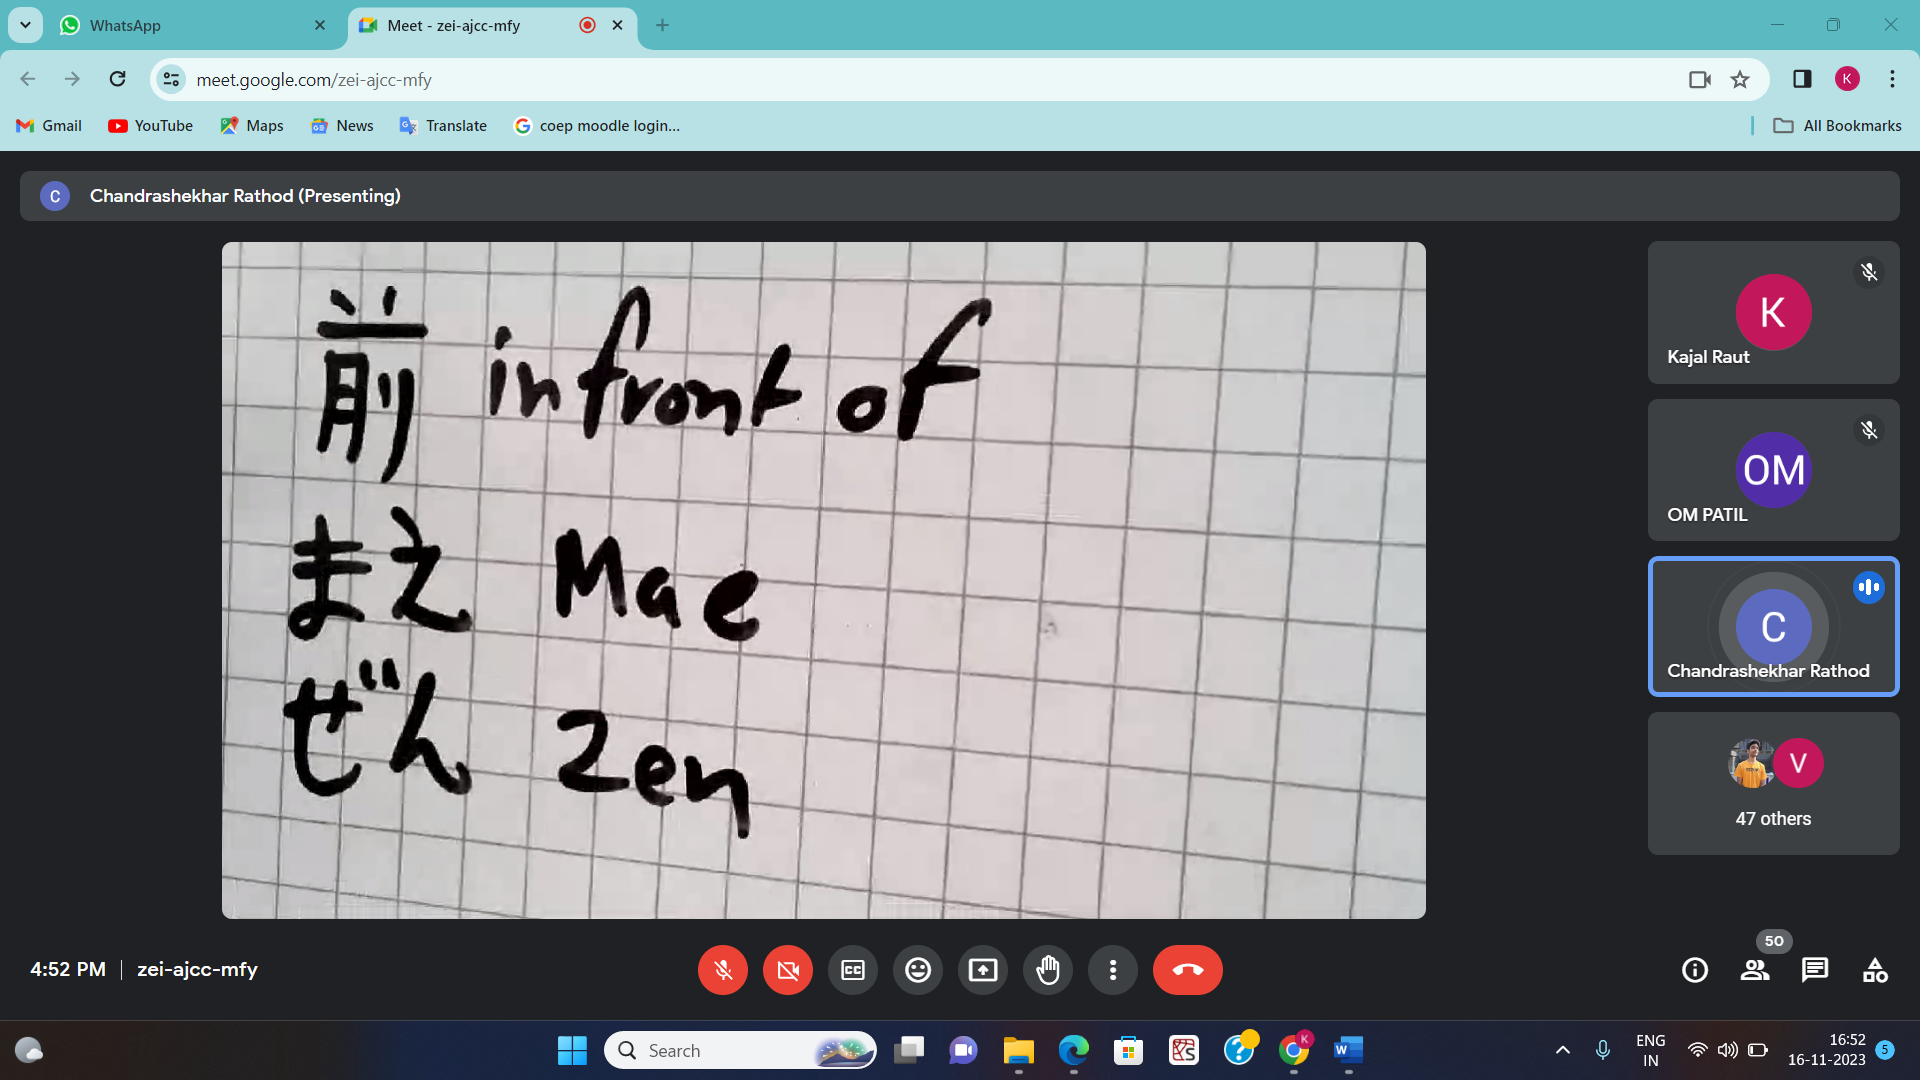 WhatsApp
Meet - zei-ajcc-mfy
meet.google.com/zei-ajcc-mfy
K
Gmail YouTube Maps News Translate coep moodle login... All Bookmarks
C Chandrashekhar Rathod (Presenting)
前 in front of
まえ Mae
ぜん Zen
K
Kajal Raut
OM
OM PATIL
C
Chandrashekhar Rathod
V
47 others
4:52 PM | zei-ajcc-mfy
CC
50
Search
ENG
IN
16:52
16-11-2023
5